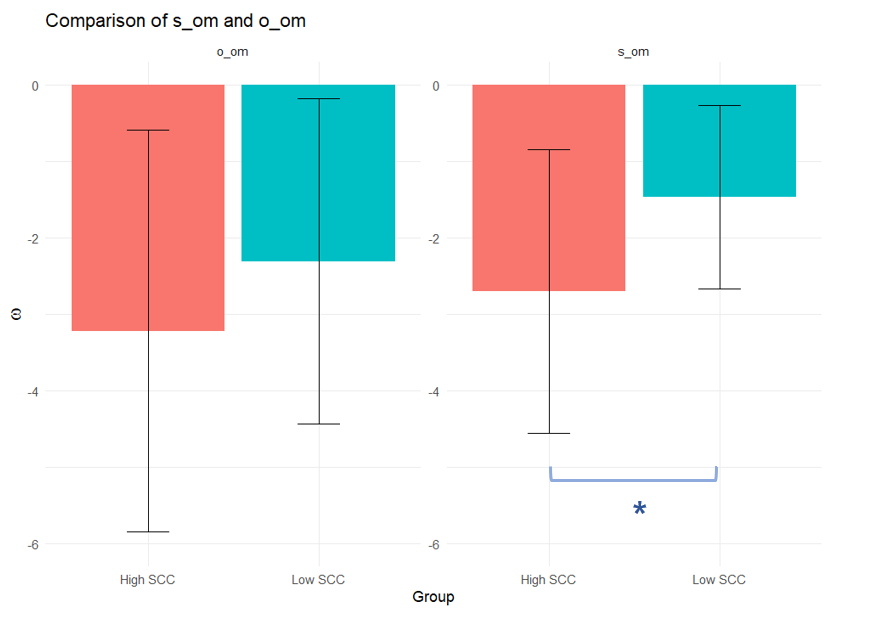 Comparison of s_om and o_om
o_om
s_om
0
-2
-4
-6
0
-2
-4
-6
ω
*
High SCC
Low SCC
High SCC
Low SCC
Group